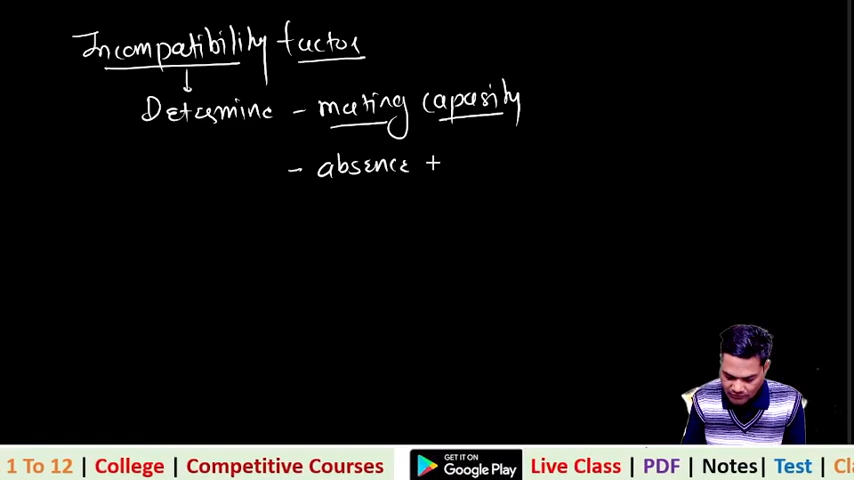 Incompatibility factor
↓
Determine - mating capasity
- absence +
1 To 12 | College | Competitive Courses GET IT ON Google Play Live Class | PDF | Notes| Test | Cla